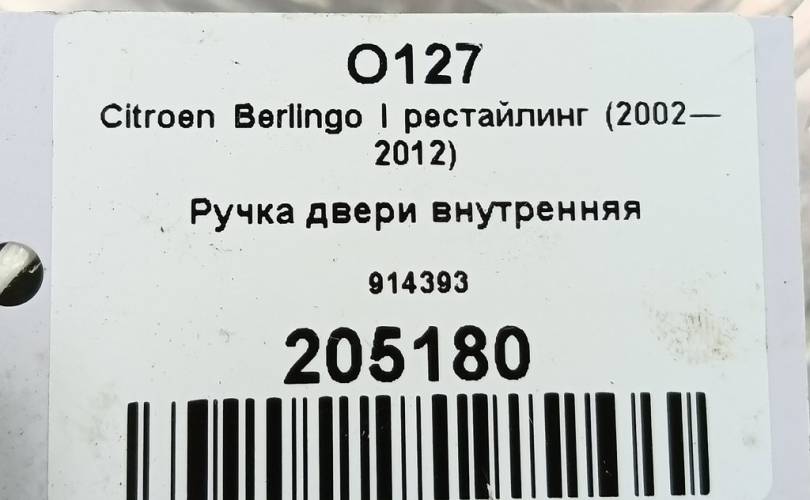 O127
Citroen Berlingo I рестайлинг (2002—
2012)
Ручка двери внутренняя
914393
205180